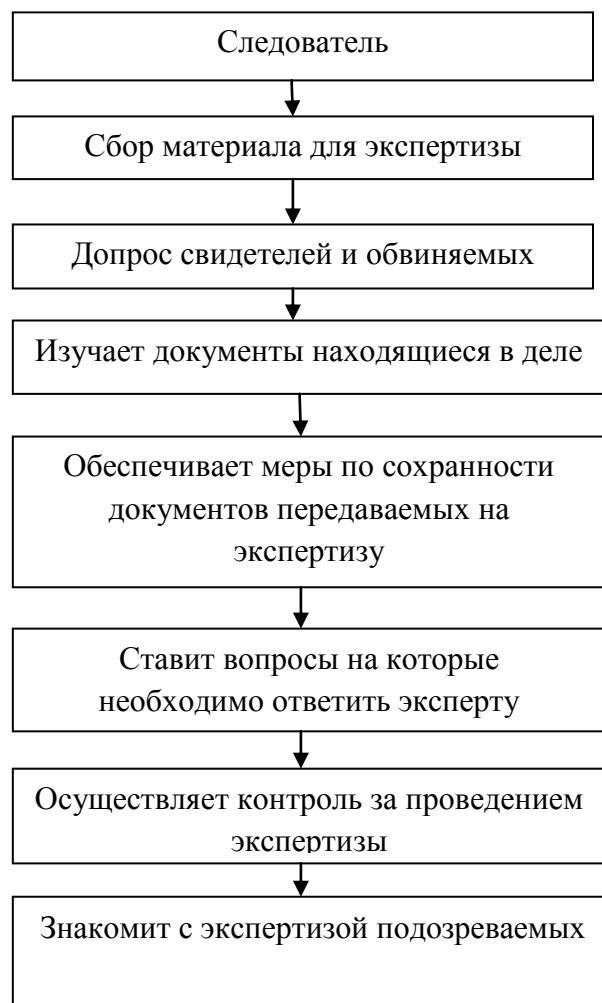 Следователь
Сбор материала для экспертизы
Допрос свидетелей и обвиняемых
Изучает документы находящиеся в деле
Обеспечивает меры по сохранности
документов передаваемых на
экспертизу
Ставит вопросы на которые
необходимо ответить эксперту
Осуществляет контроль за проведением
экспертизы
Знакомит с экспертизой подозреваемых